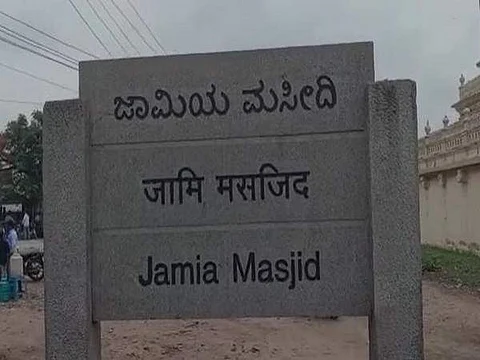 ಜಾಮಿಯ ಮಸೀದಿ
जामि मसजिद
Jamia Masjid